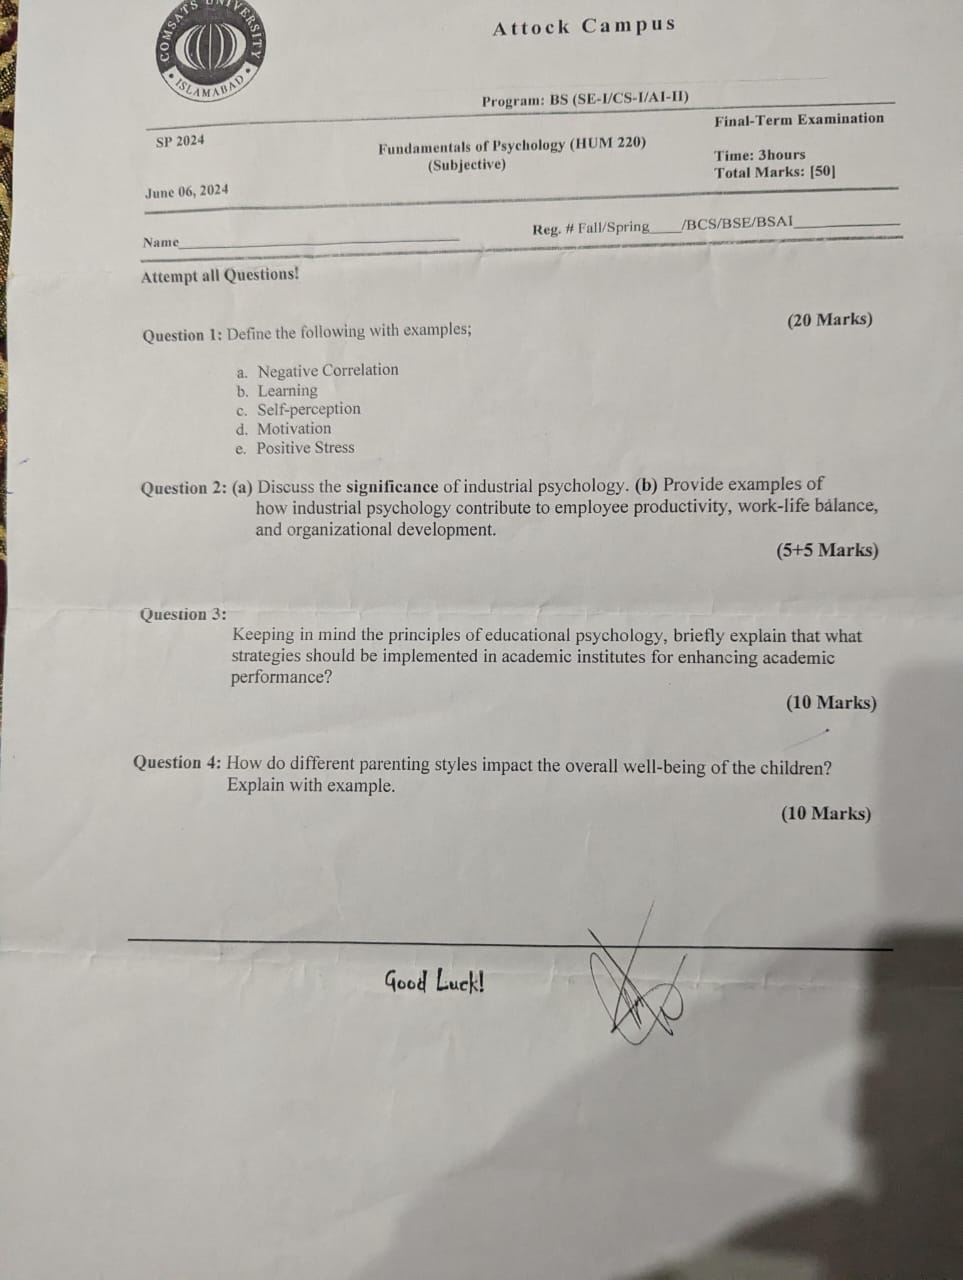 COMSATS UNIVERSITY
ISLAMABAD
Attock Campus
Program: BS (SE-I/CS-I/AI-II)
SP 2024
Fundamentals of Psychology (HUM 220)
(Subjective)
Final-Term Examination
Time: 3hours
Total Marks: [50]
June 06, 2024
Name
Reg. # Fall/Spring____/BCS/BSE/BSAI
Attempt all Questions!
Question 1: Define the following with examples;
(20 Marks)
a. Negative Correlation
b. Learning
c. Self-perception
d. Motivation
e. Positive Stress
Question 2: (a) Discuss the significance of industrial psychology. (b) Provide examples of
how industrial psychology contribute to employee productivity, work-life balance,
and organizational development.
(5+5 Marks)
Question 3:
Keeping in mind the principles of educational psychology, briefly explain that what
strategies should be implemented in academic institutes for enhancing academic
performance?
(10 Marks)
Question 4: How do different parenting styles impact the overall well-being of the children?
Explain with example.
(10 Marks)
Good Luck!